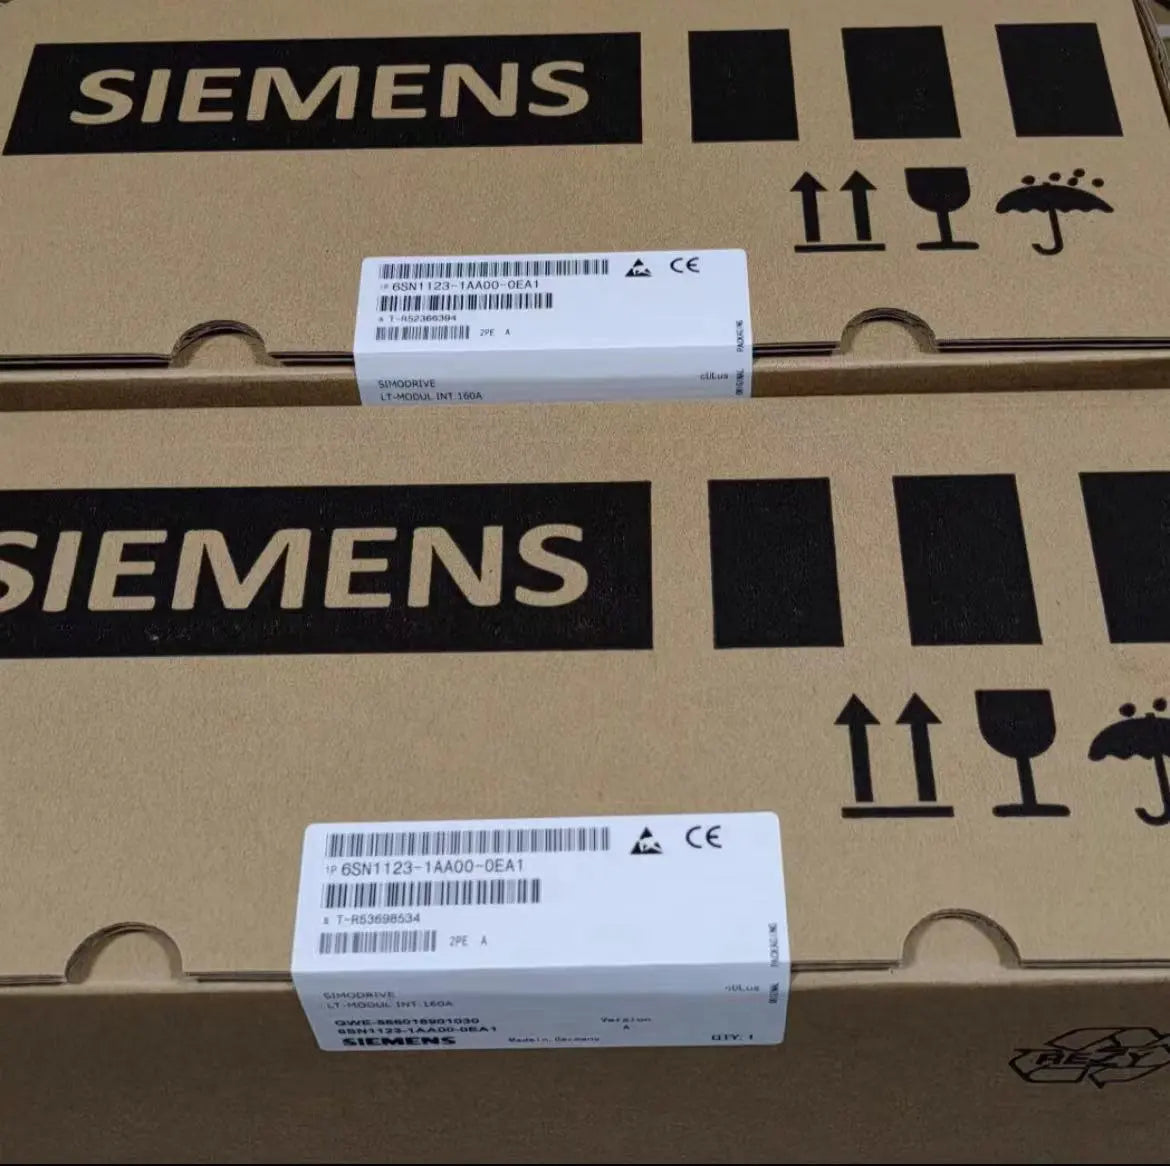 SIEMENS
CE
1P 6SN1123-1AA00-0EA1
S T-R52366394
2PE A
ORIGINAL PACKAGING
SIMODRIVE
cULus
LT-MODUL INT.160A
SIEMENS
CE
1P 6SN1123-1AA00-0EA1
S T-R53698534
2PE A
ORIGINAL PACKAGING
SIMODRIVE
cULus
LT-MODUL INT.160A
Version
A
6SN1123-1AA00-0EA1
SIEMENS
Made in Germany
QTY. 1
REZY